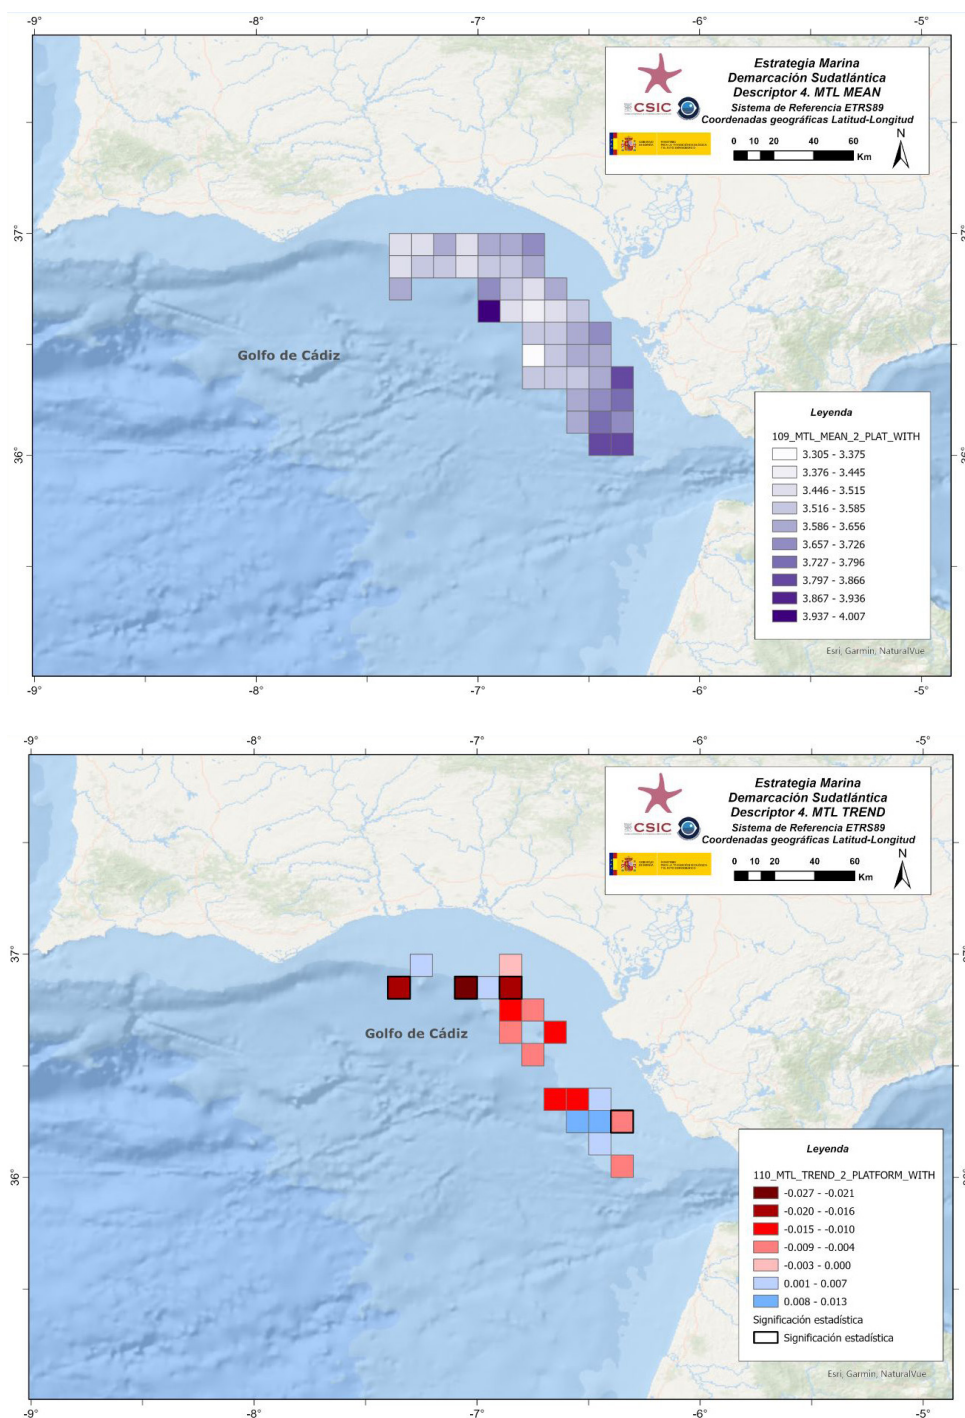 -9°
-8°
-7°
-6°
-5°
Estrategia Marina
Demarcación Sudatlántica
Descriptor 4. MTL MEAN
Sistema de Referencia ETRS89
Coordenadas geográficas Latitud-Longitud
CSIC
0 10 20 40 60
Km
N
37°
37°
Golfo de Cádiz
36°
Leyenda
109_MTL_MEAN_2_PLAT_WITH
3.305 - 3.375
3.376 - 3.445
3.446 - 3.515
3.516 - 3.585
3.586 - 3.656
3.657 - 3.726
3.727 - 3.796
3.797 - 3.866
3.867 - 3.936
3.937 - 4.007
Esri, Garmin, NaturalVue
-9°
-8°
-7°
-6°
-5°
-9°
-8°
-7°
-6°
-5°
Estrategia Marina
Demarcación Sudatlántica
Descriptor 4. MTL TREND
Sistema de Referencia ETRS89
Coordenadas geográficas Latitud-Longitud
CSIC
0 10 20 40 60
Km
N
37°
37°
Golfo de Cádiz
36°
Leyenda
110_MTL_TREND_2_PLATFORM_WITH
-0.027 - -0.021
-0.020 - -0.016
-0.015 - -0.010
-0.009 - -0.004
-0.003 - 0.000
0.001 - 0.007
0.008 - 0.013
Significación estadística
Significación estadística
Esri, Garmin, NaturalVue
-9°
-8°
-7°
-6°
-5°